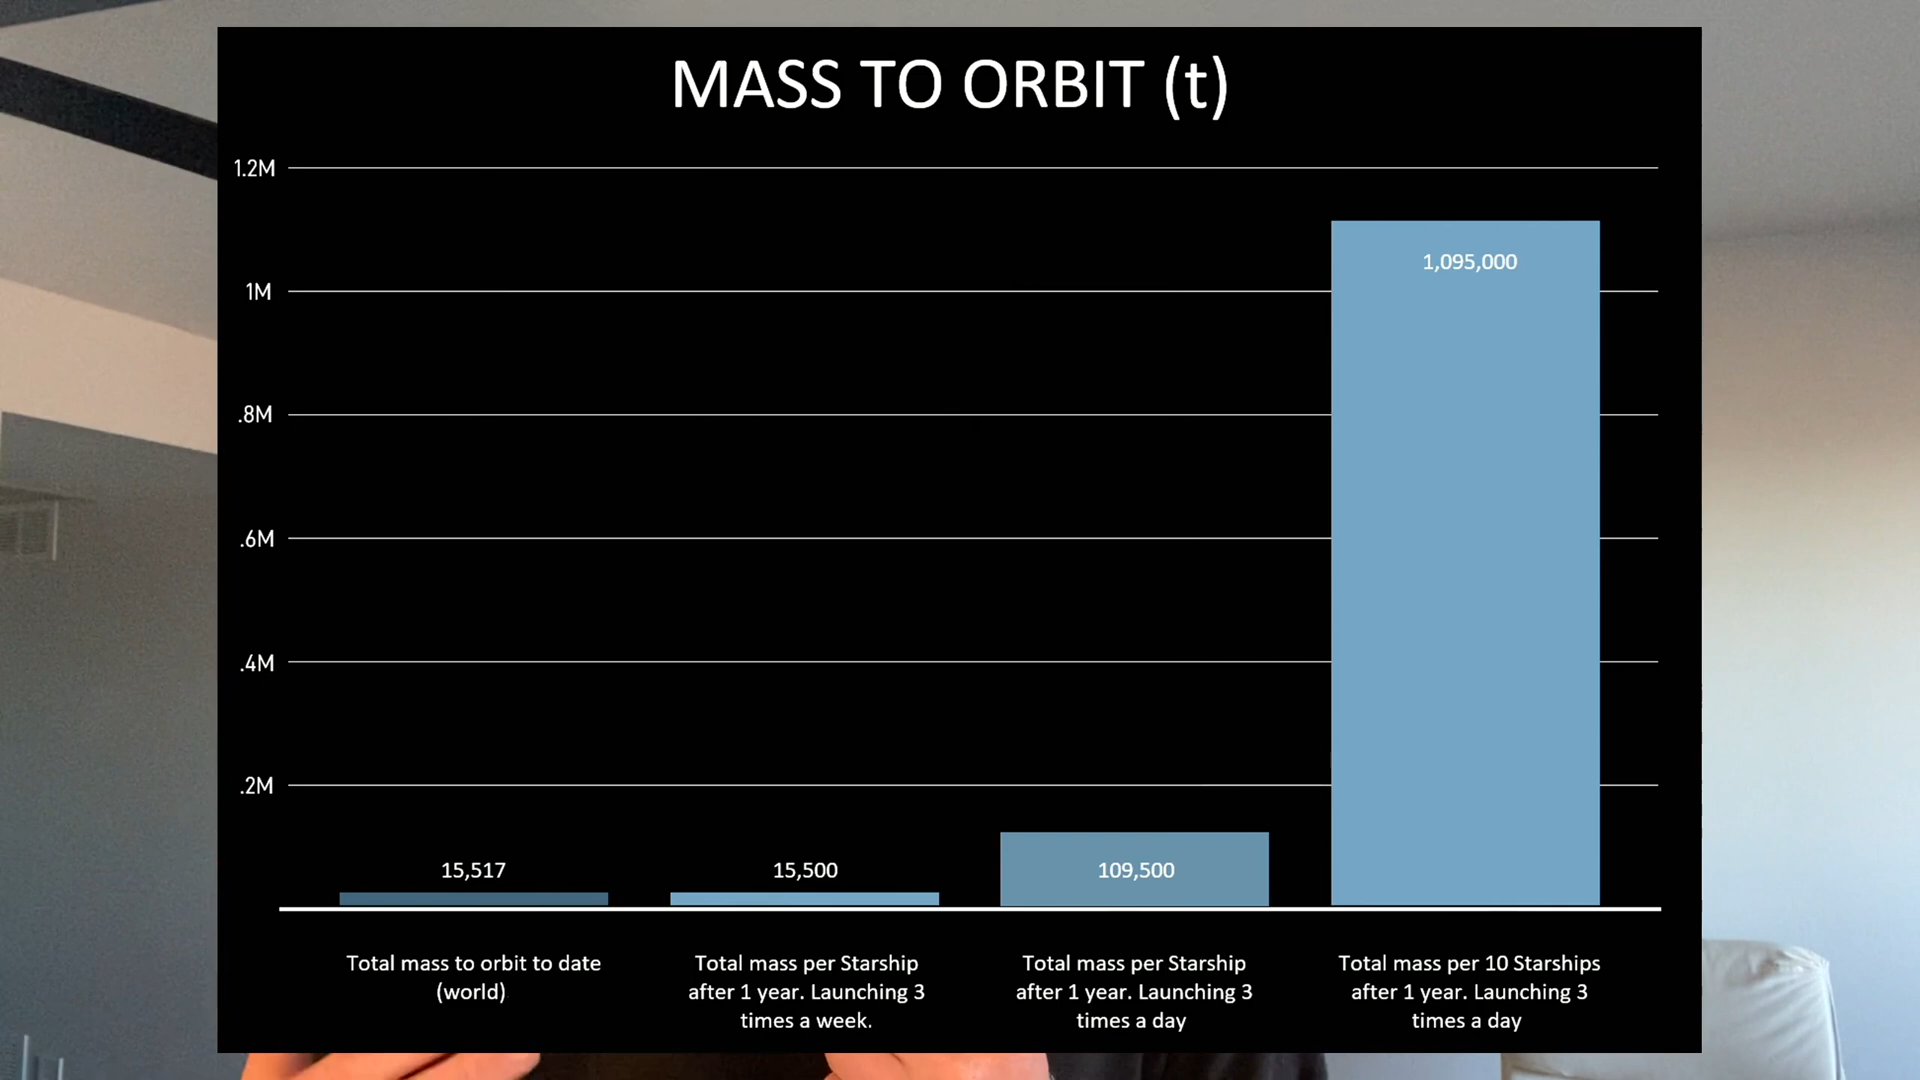 MASS TO ORBIT (t)
1.2M
1M
.8M
.6M
.4M
.2M
1,095,000
15,517
15,500
109,500
Total mass to orbit to date
(world)
Total mass per Starship
after 1 year. Launching 3
times a week.
Total mass per Starship
after 1 year. Launching 3
times a day
Total mass per 10 Starships
after 1 year. Launching 3
times a day